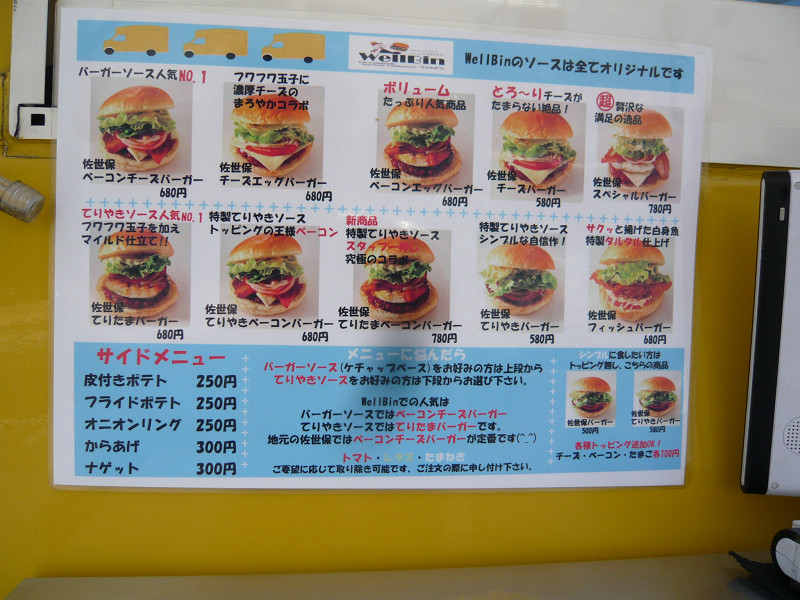 WellBin
WellBinのソースは全てオリジナルです
バーガーソース人気NO.1
佐世保
ベーコンチーズバーガー
680円
フワフワ玉子に
濃厚チーズの
まろやかコラボ
佐世保
チーズエッグバーガー
680円
ボリューム
たっぷり人気商品
佐世保
ベーコンエッグバーガー
680円
とろ～りチーズが
たまらない絶品！
佐世保
チーズバーガー
580円
超贅沢な
満足の逸品
佐世保
スペシャルバーガー
780円
てりやきソース人気NO.1
フワフワ玉子を加え
マイルド仕立て!!
佐世保
てりたまバーガー
680円
特製てりやきソース
トッピングの王様ベーコン
佐世保
てりやきベーコンバーガー
680円
新商品
特製てりやきソース
スタッフ一押し
究極のコラボ
佐世保
てりたまベーコンバーガー
780円
特製てりやきソース
シンプルな自信作！
佐世保
てりやきバーガー
580円
サクッと揚げた白身魚
特製タルタル仕上げ
佐世保
フィッシュバーガー
680円
サイドメニュー
皮付きポテト 250円
フライドポテト 250円
オニオンリング 250円
からあげ 300円
ナゲット 300円
メニューに悩んだら
バーガーソース(ケチャップベース)をお好みの方は上段から
てりやきソースをお好みの方は下段からお選び下さい。
WellBinでの人気は
バーガーソースではベーコンチーズバーガー
てりやきソースではてりたまバーガーです。
地元の佐世保ではベーコンチーズバーガーが定番です(^_^)
トマト・レタス・たまねぎ
ご要望に応じて取り除き可能です、ご注文の際に申し付け下さい。
シンプルに食したい方は
トッピング無し、こちらの商品
佐世保バーガー
500円
てりやきバーガー
580円
各種トッピング追加OK！
チーズ・ベーコン・たまご各100円